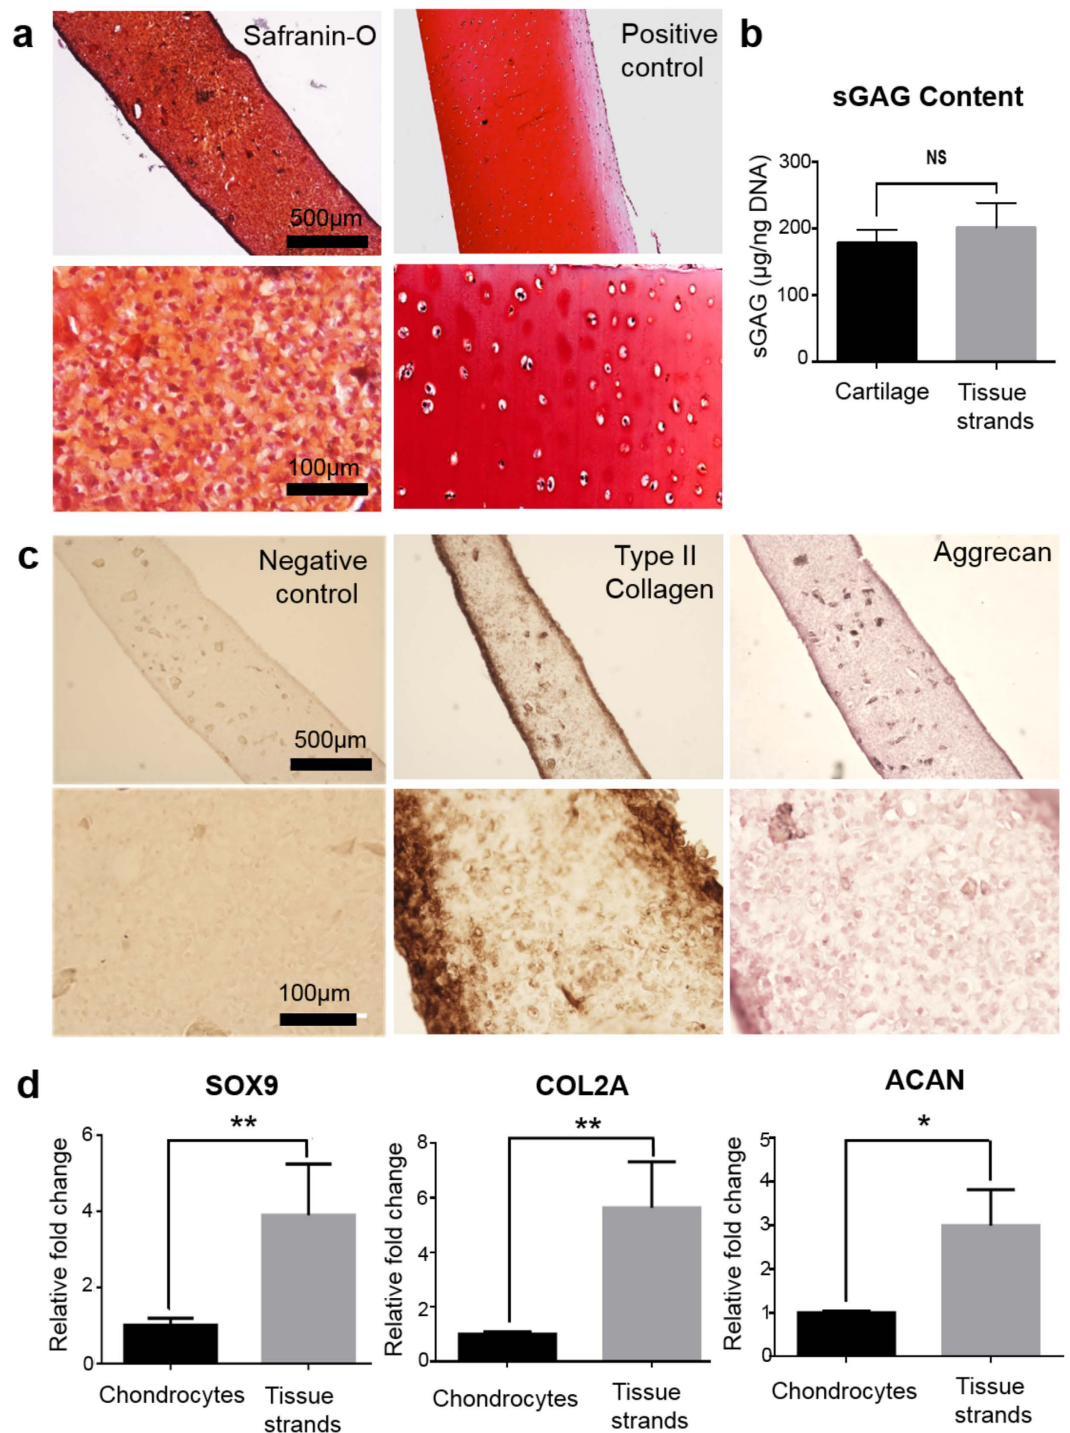 a
Safranin-O
500µm
100µm
Positive
control
b
sGAG Content
sGAG (µg/ng DNA)
300
200
100
0
NS
Cartilage
Tissue
strands
c
Negative
control
500µm
100µm
Type II
Collagen
Aggrecan
d
SOX9
**
Relative fold change
6
4
2
0
Chondrocytes
Tissue
strands
COL2A
**
Relative fold change
8
6
4
2
0
Chondrocytes
Tissue
strands
ACAN
*
Relative fold change
5
4
3
2
1
0
Chondrocytes
Tissue
strands